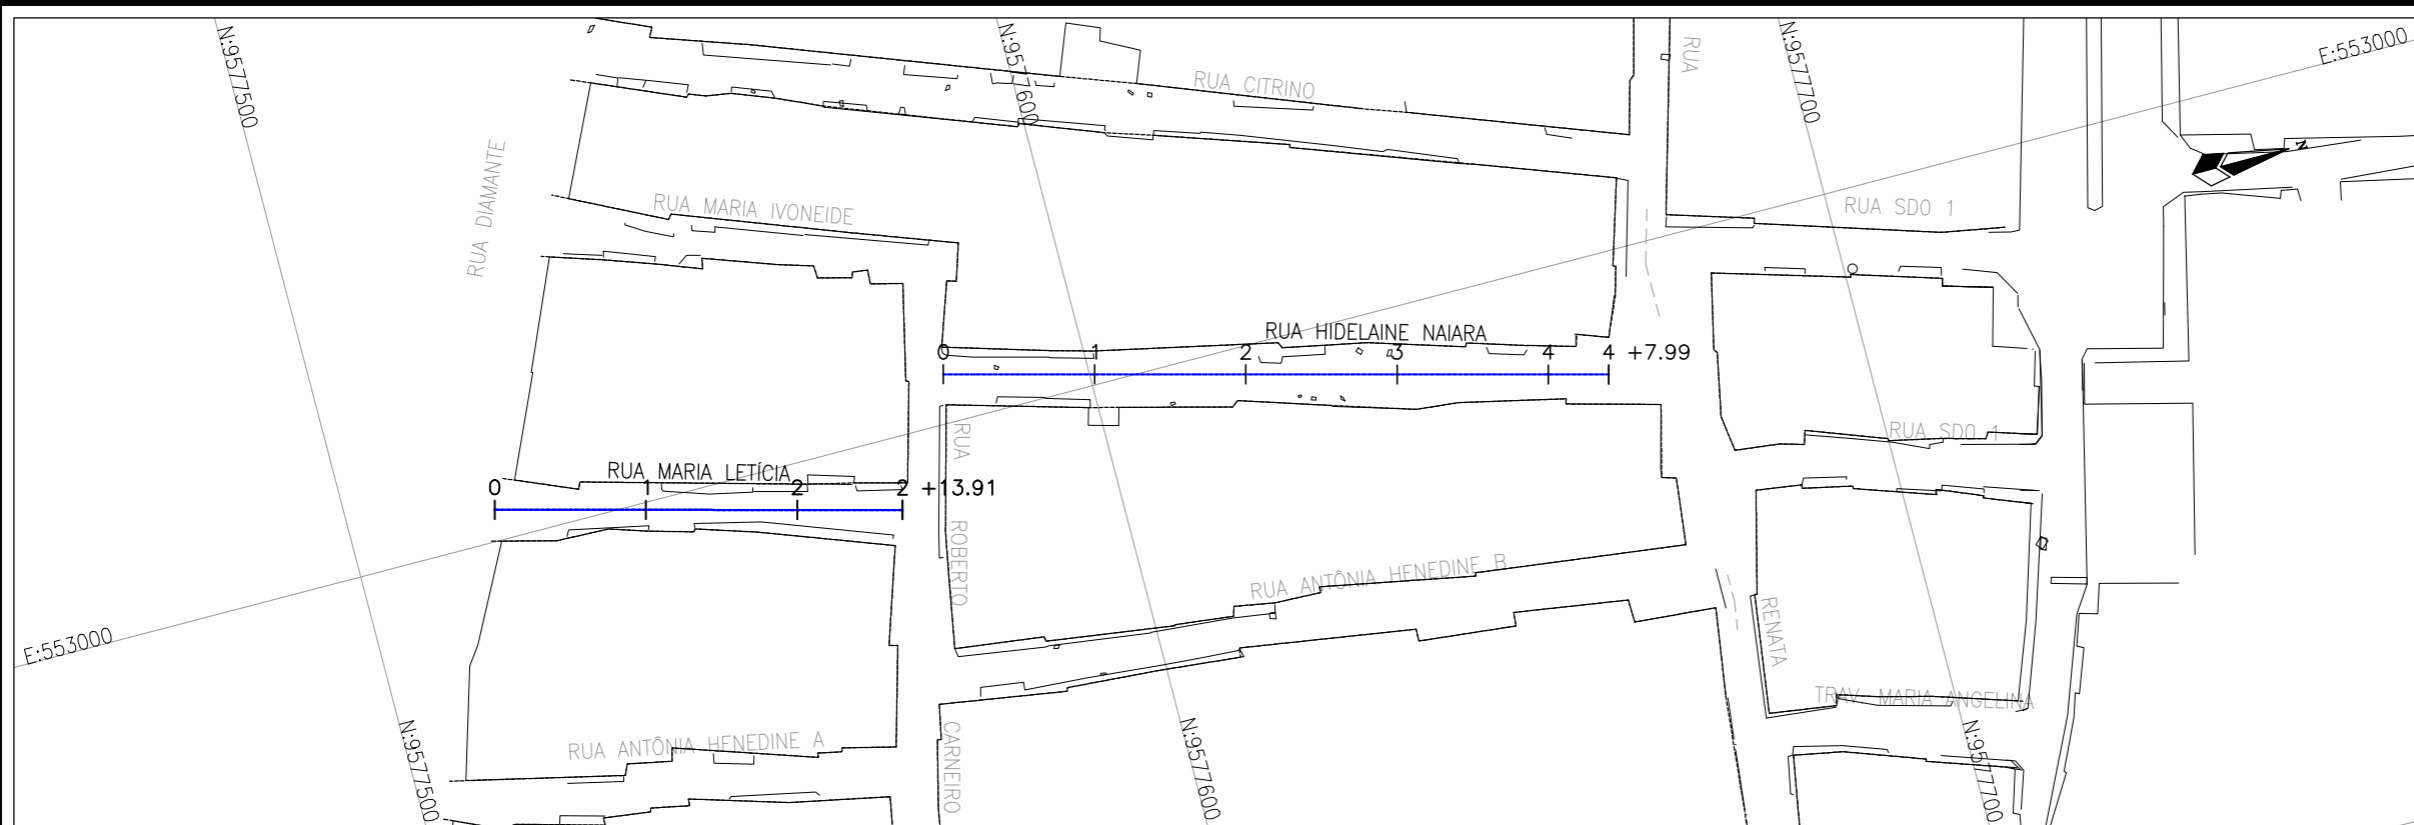 N:9577500
N:9577600
RUA CITRINO
RUA
N:9577700
E:553000
N
RUA DIAMANTE
RUA MARIA IVONEIDE
RUA SDO 1
RUA HIDELAINE NAIARA
0 1 2 3 4 4 +7.99
RUA
ROBERTO
CARNEIRO
RUA SDO 1
RUA MARIA LETÍCIA
0 1 2 2 +13.91
RUA ANTÔNIA HENEDINE B
RENATA
E:553000
TRAV. MARIA ANGELINA
RUA ANTÔNIA HENEDINE A
N:9577500
N:9577600
N:9577700